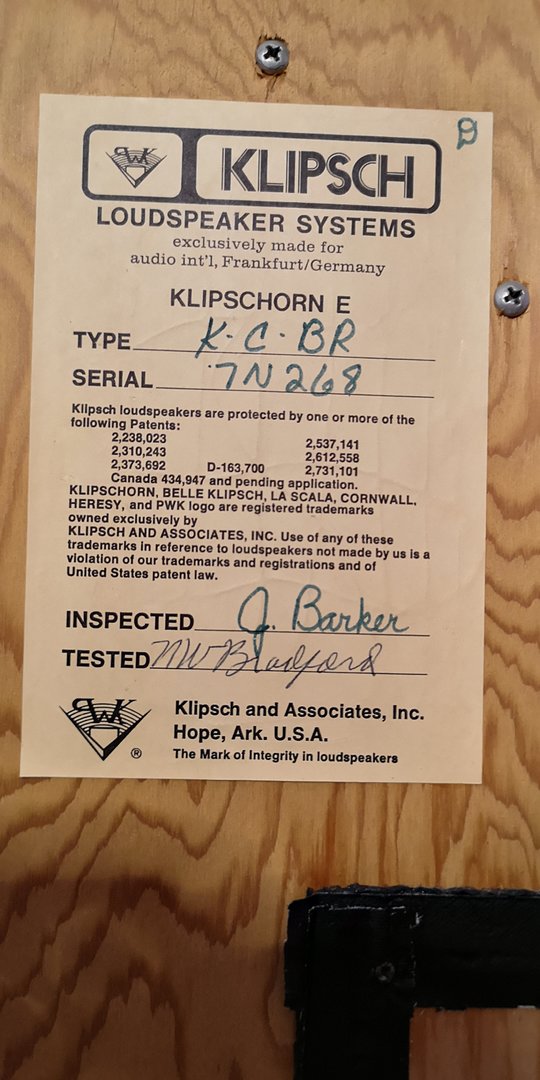 PWK
KLIPSCH
LOUDSPEAKER SYSTEMS
exclusively made for
audio int'l, Frankfurt/Germany
KLIPSCHORN E
TYPE K-C-BR
SERIAL 7N268
Klipsch loudspeakers are protected by one or more of the
following Patents:
2,238,023 2,537,141
2,310,243 2,612,558
2,373,692 D-163,700 2,731,101
Canada 434,947 and pending application.
KLIPSCHORN, BELLE KLIPSCH, LA SCALA, CORNWALL,
HERESY, and PWK logo are registered trademarks
owned exclusively by
KLIPSCH AND ASSOCIATES, INC. Use of any of these
trademarks in reference to loudspeakers not made by us is a
violation of our trademarks and registrations and of
United States patent law.
INSPECTED J. Barker
TESTED MW Bradford
PWK ®
Klipsch and Associates, Inc.
Hope, Ark. U.S.A.
The Mark of Integrity in loudspeakers